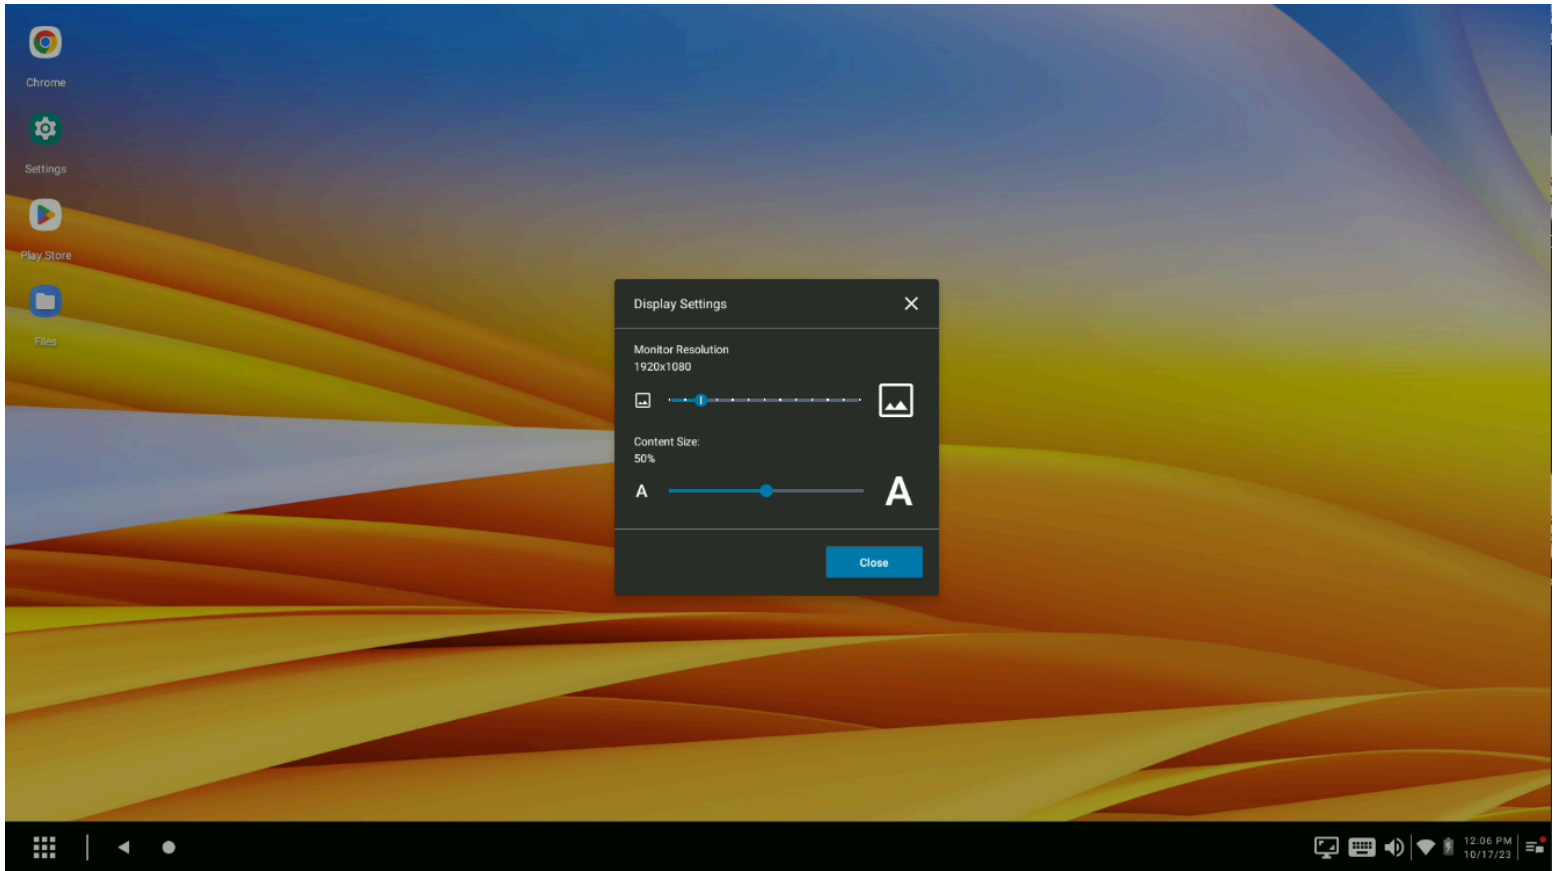 Chrome
Settings
Play Store
Files
Display Settings
Monitor Resolution
1920x1080
Content Size:
50%
A A
Close
12:06 PM
10/17/23